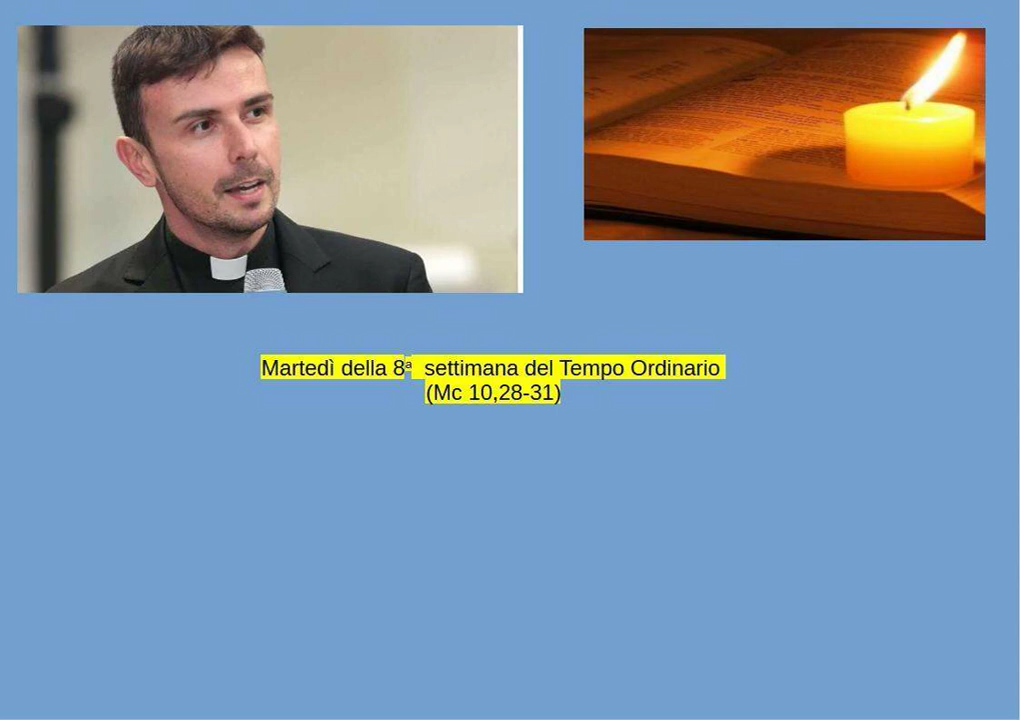 Martedì della 8ª settimana del Tempo Ordinario
(Mc 10,28-31)